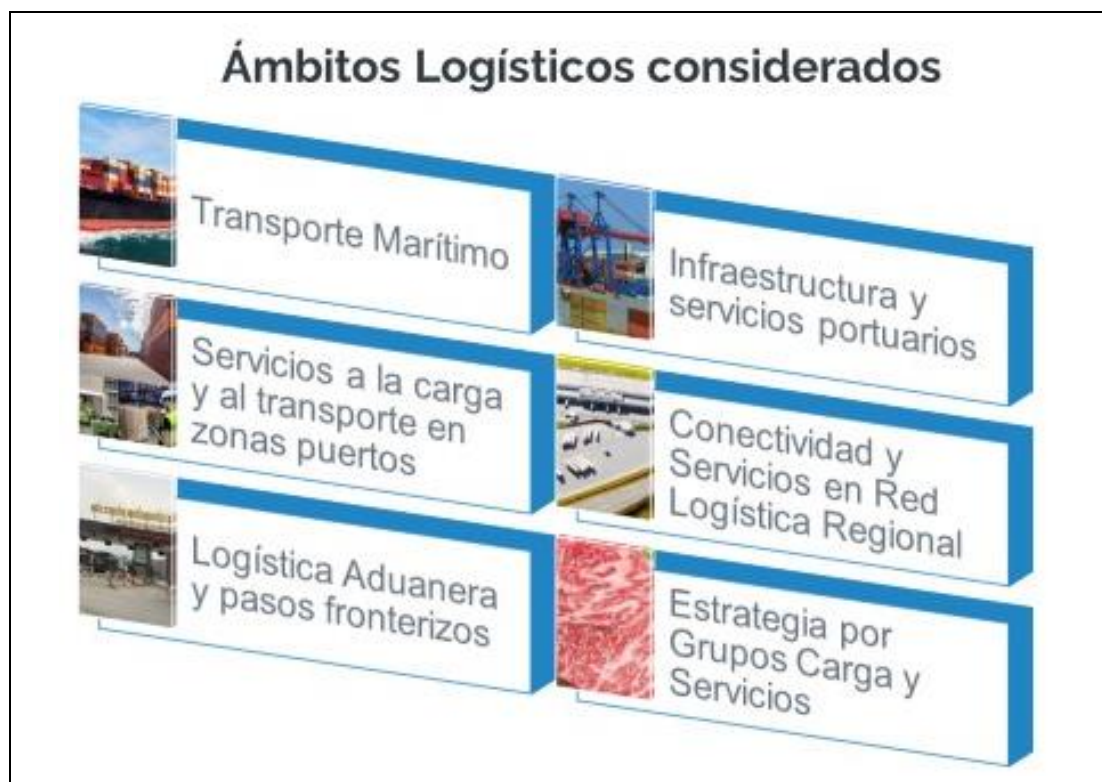 Ámbitos Logísticos considerados
Transporte Marítimo
Infraestructura y
servicios portuarios
Servicios a la carga
y al transporte en
zonas puertos
Conectividad y
Servicios en Red
Logística Regional
Logística Aduanera
y pasos fronterizos
Estrategia por
Grupos Carga y
Servicios